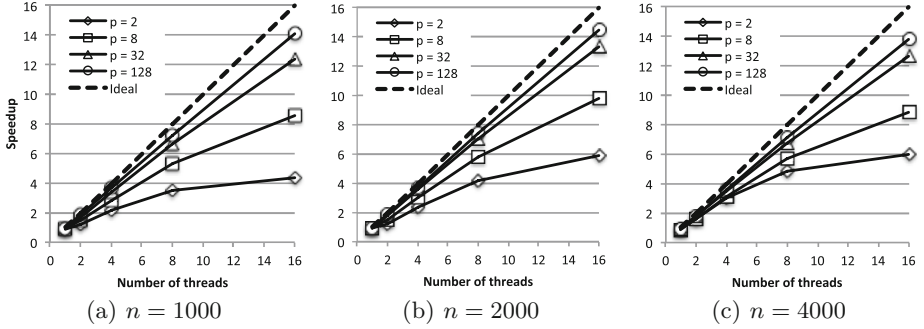 Speedup
16
14
12
10
8
6
4
2
0
p = 2
p = 8
p = 32
p = 128
Ideal
0 2 4 6 8 10 12 14 16
Number of threads
(a) n = 1000
16
14
12
10
8
6
4
2
0
p = 2
p = 8
p = 32
p = 128
Ideal
0 2 4 6 8 10 12 14 16
Number of threads
(b) n = 2000
16
14
12
10
8
6
4
2
0
p = 2
p = 8
p = 32
p = 128
Ideal
0 2 4 6 8 10 12 14 16
Number of threads
(c) n = 4000